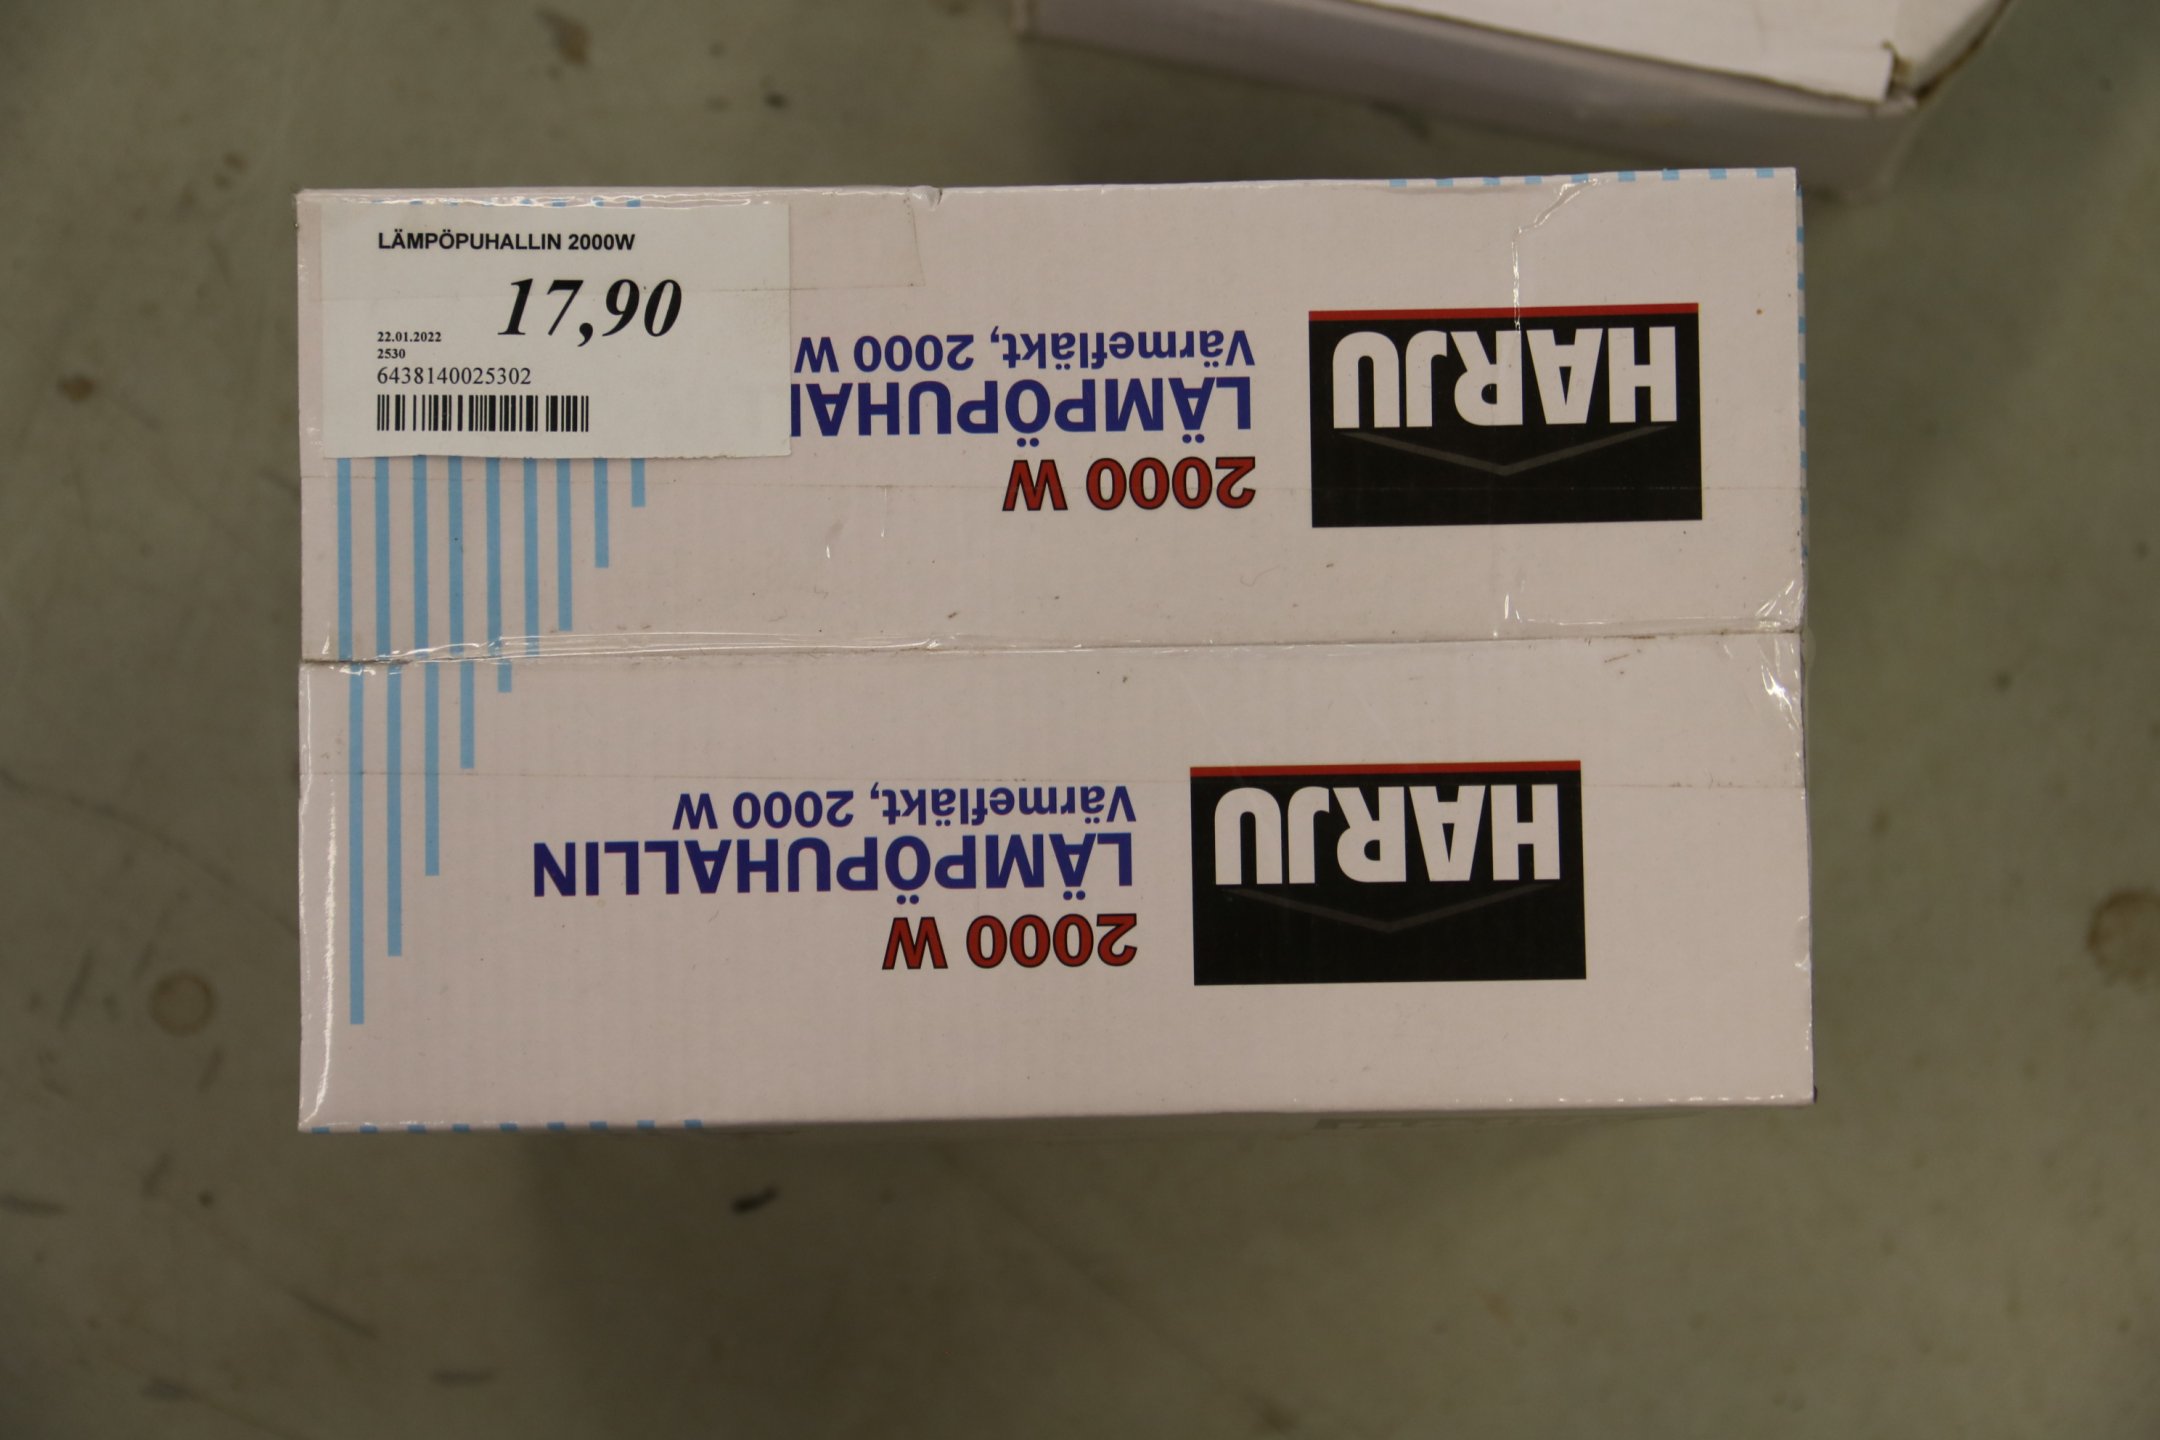 LÄMPÖPUHALLIN 2000W
17,90
22.01.2022
2530
6438140025302
HARJU
2000 W
LÄMPÖPUHAL
Värmefläkt, 2000 W
HARJU
2000 W
LÄMPÖPUHALLIN
Värmefläkt, 2000 W